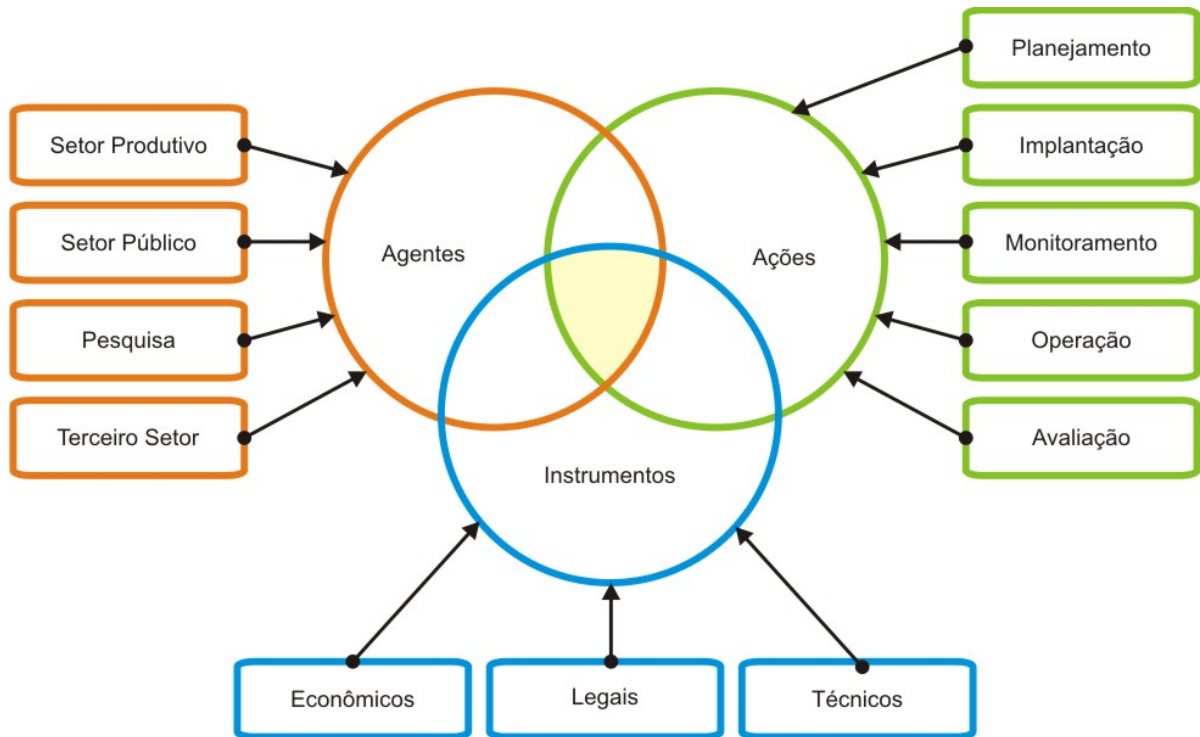 Planejamento
Setor Produtivo
Implantação
Setor Público
Agentes
Ações
Monitoramento
Pesquisa
Operação
Terceiro Setor
Avaliação
Instrumentos
Econômicos
Legais
Técnicos